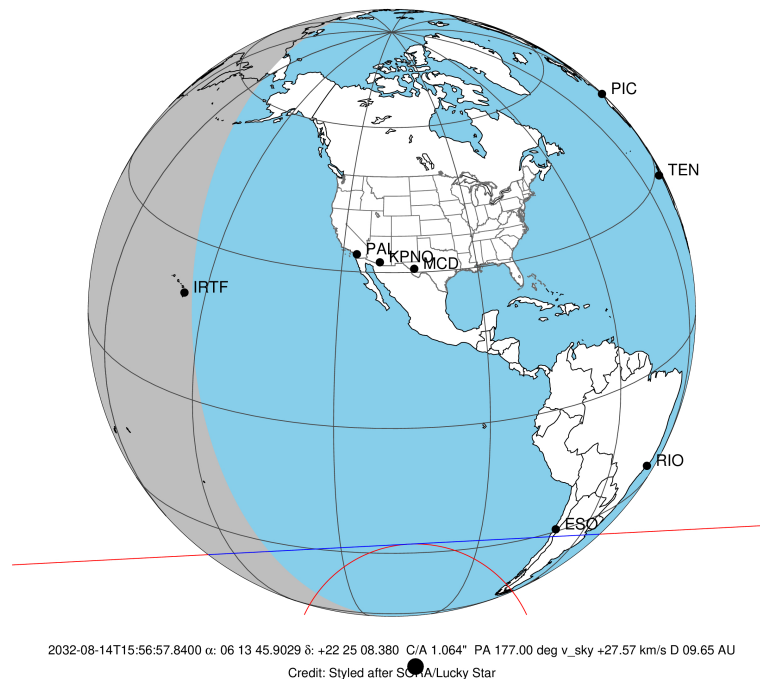 PIC
TEN
PAL
KPNO
MCD
IRTF
RIO
ESO
2032-08-14T15:56:57.8400 α: 06 13 45.9029 δ: +22 25 08.380 C/A 1.064" PA 177.00 deg v_sky +27.57 km/s D 09.65 AU
Credit: Styled after SORA/Lucky Star